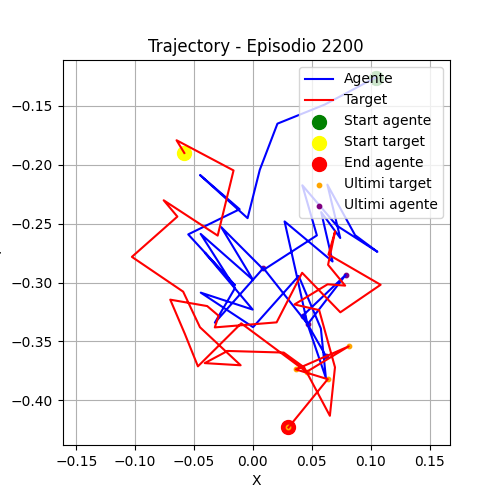 Trajectory - Episodio 2200
Agente
Target
Start agente
Start target
End agente
Ultimi target
Ultimi agente
−0.15
−0.20
−0.25
−0.30
−0.35
−0.40
−0.15
−0.10
−0.05
0.00
0.05
0.10
0.15
X